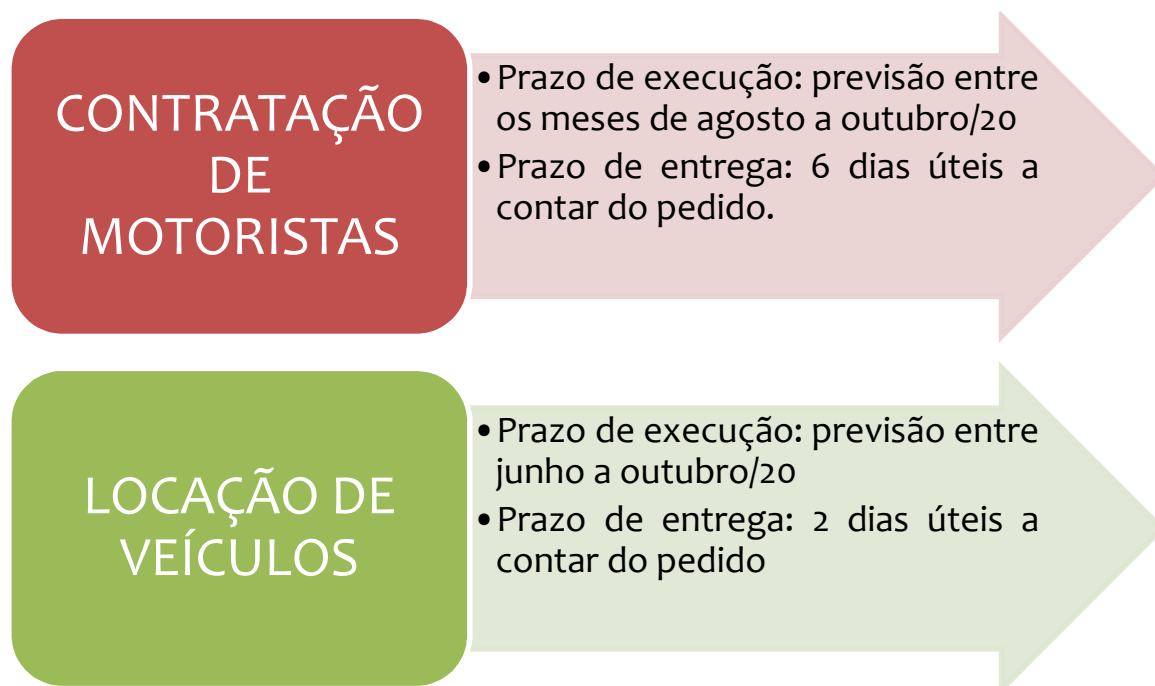 CONTRATAÇÃO
DE
MOTORISTAS
•Prazo de execução: previsão entre
os meses de agosto a outubro/20
•Prazo de entrega: 6 dias úteis a
contar do pedido.
LOCAÇÃO DE
VEÍCULOS
•Prazo de execução: previsão entre
junho a outubro/20
•Prazo de entrega: 2 dias úteis a
contar do pedido